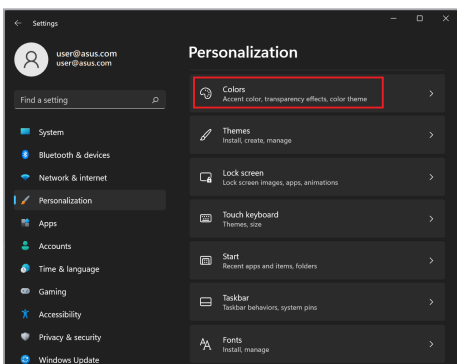 Settings
user@asus.com
user@asus.com
Find a setting
System
Bluetooth & devices
Network & internet
Personalization
Apps
Accounts
Time & language
Gaming
Accessibility
Privacy & security
Windows Update
Personalization
Colors
Accent color, transparency effects, color theme
Themes
Install, create, manage
Lock screen
Lock screen images, apps, animations
Touch keyboard
Themes, size
Start
Recent apps and items, folders
Taskbar
Taskbar behaviors, system pins
Fonts
Install, manage